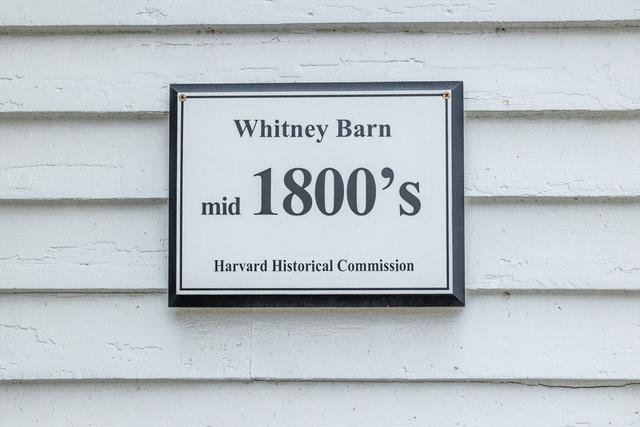 Whitney Barn
mid 1800’s
Harvard Historical Commission